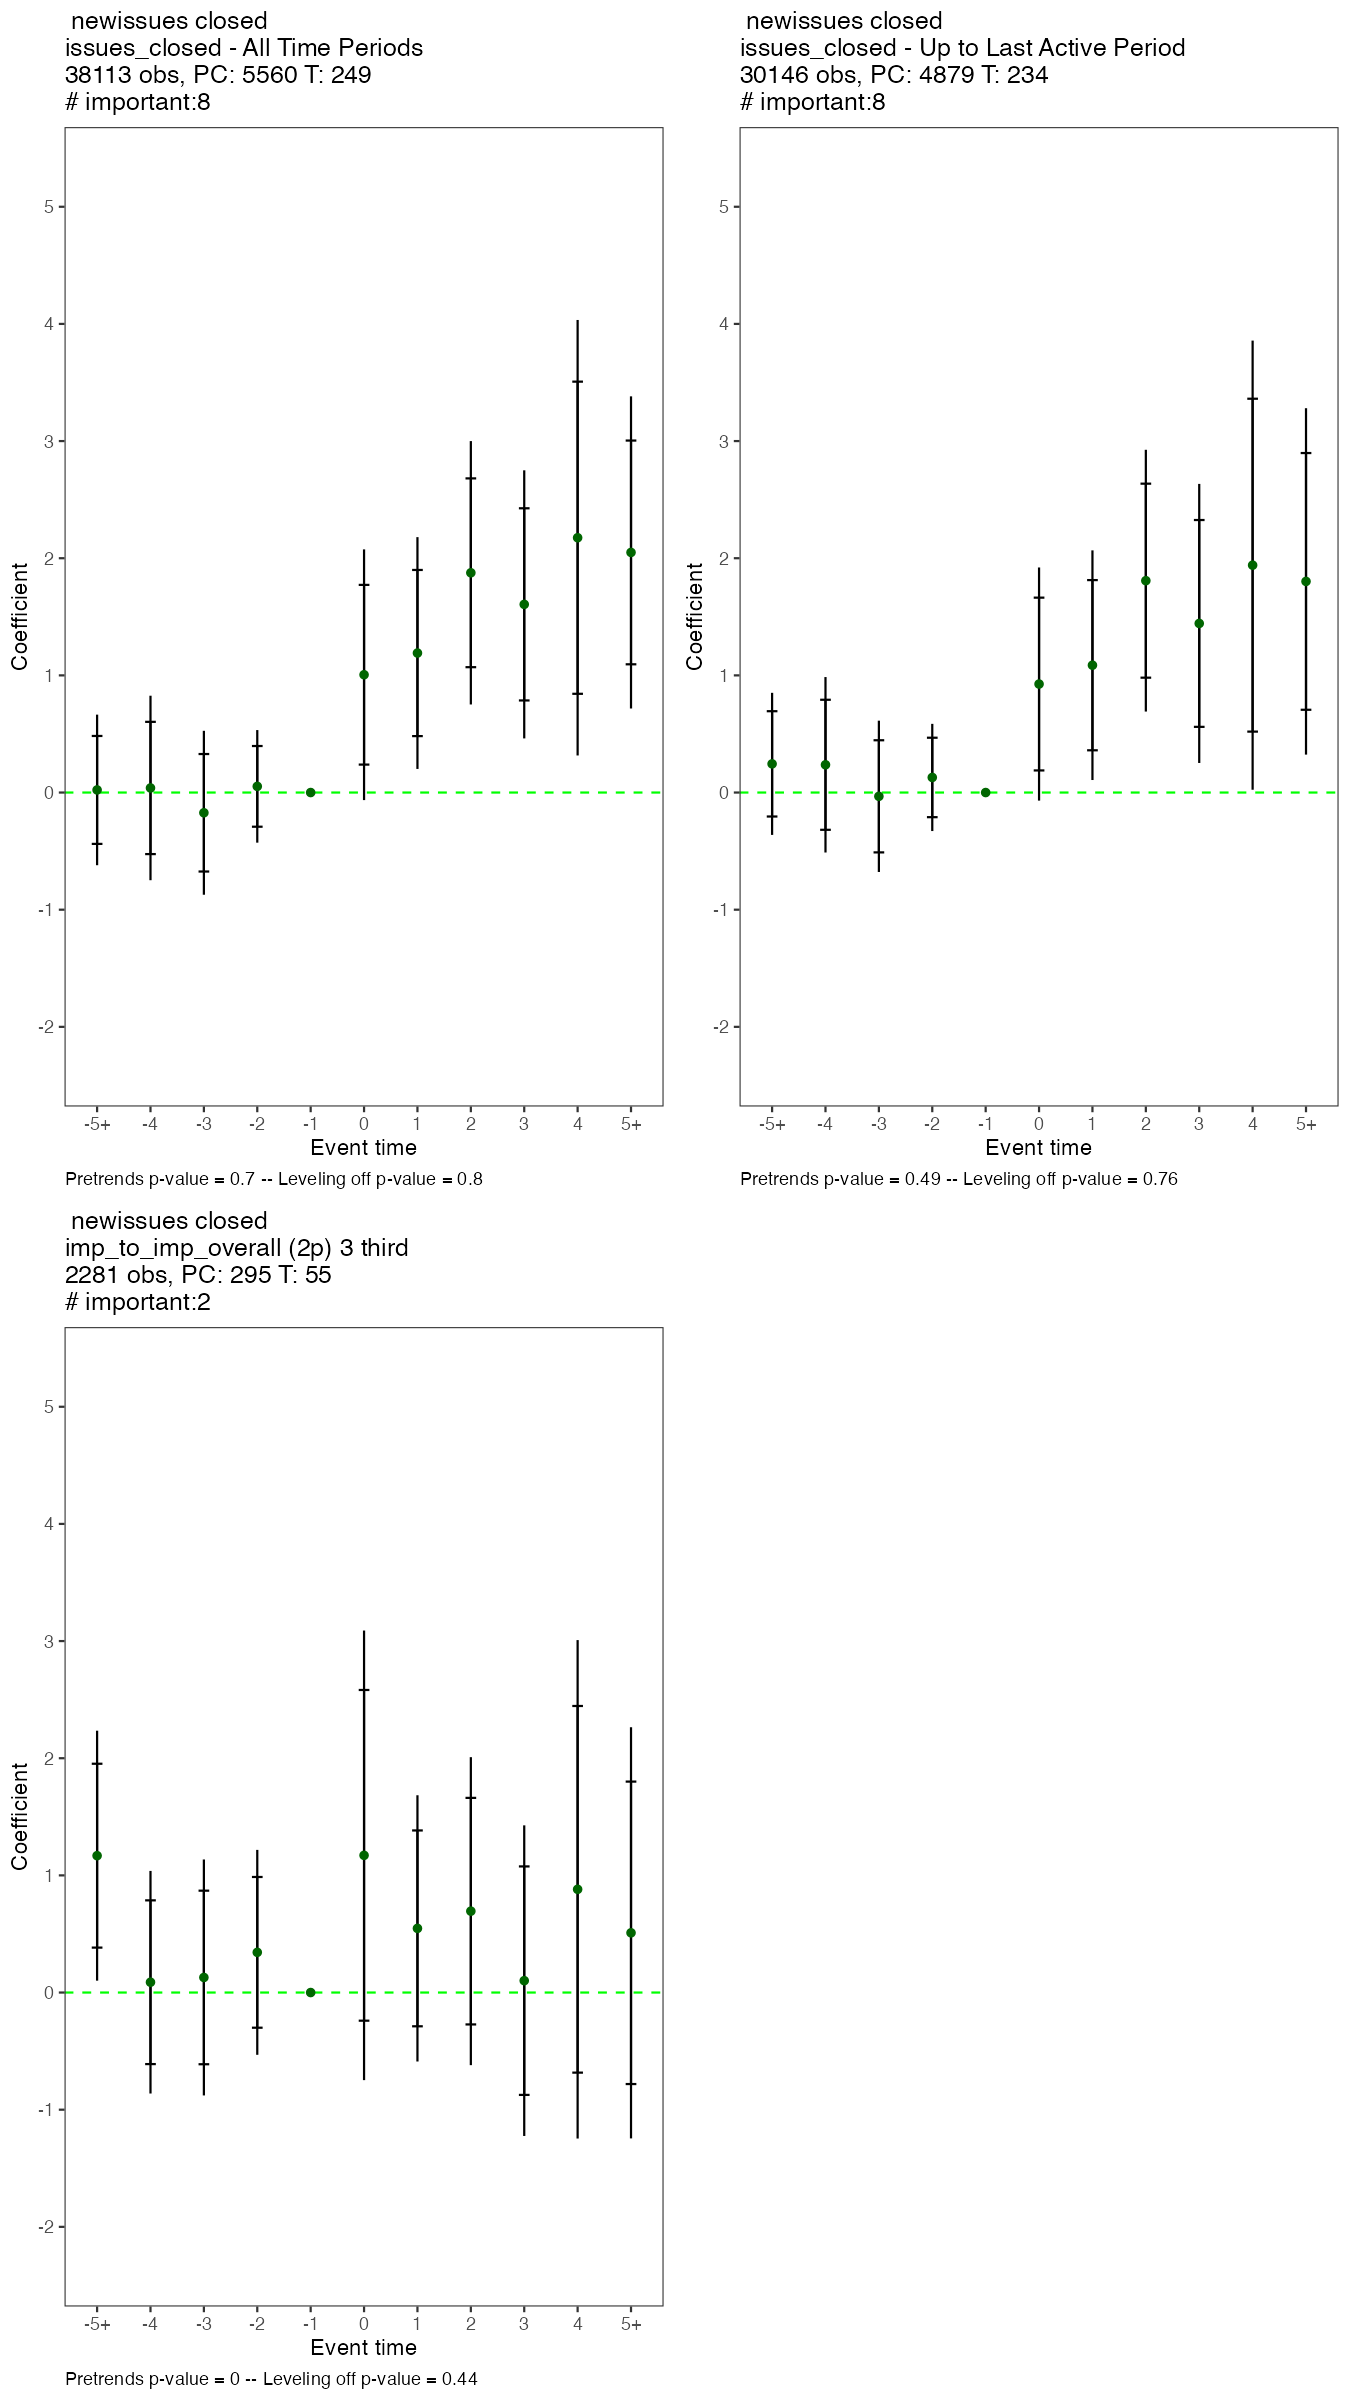 newissues closed
issues_closed - All Time Periods
38113 obs, PC: 5560 T: 249
# important:8
5
4
3
2
1
0
-1
-2
Coefficient
-5+ -4 -3 -2 -1 0 1 2 3 4 5+
Event time
Pretrends p-value = 0.7 -- Leveling off p-value = 0.8
newissues closed
issues_closed - Up to Last Active Period
30146 obs, PC: 4879 T: 234
# important:8
5
4
3
2
1
0
-1
-2
Coefficient
-5+ -4 -3 -2 -1 0 1 2 3 4 5+
Event time
Pretrends p-value = 0.49 -- Leveling off p-value = 0.76
newissues closed
imp_to_imp_overall (2p) 3 third
2281 obs, PC: 295 T: 55
# important:2
5
4
3
2
1
0
-1
-2
Coefficient
-5+ -4 -3 -2 -1 0 1 2 3 4 5+
Event time
Pretrends p-value = 0 -- Leveling off p-value = 0.44